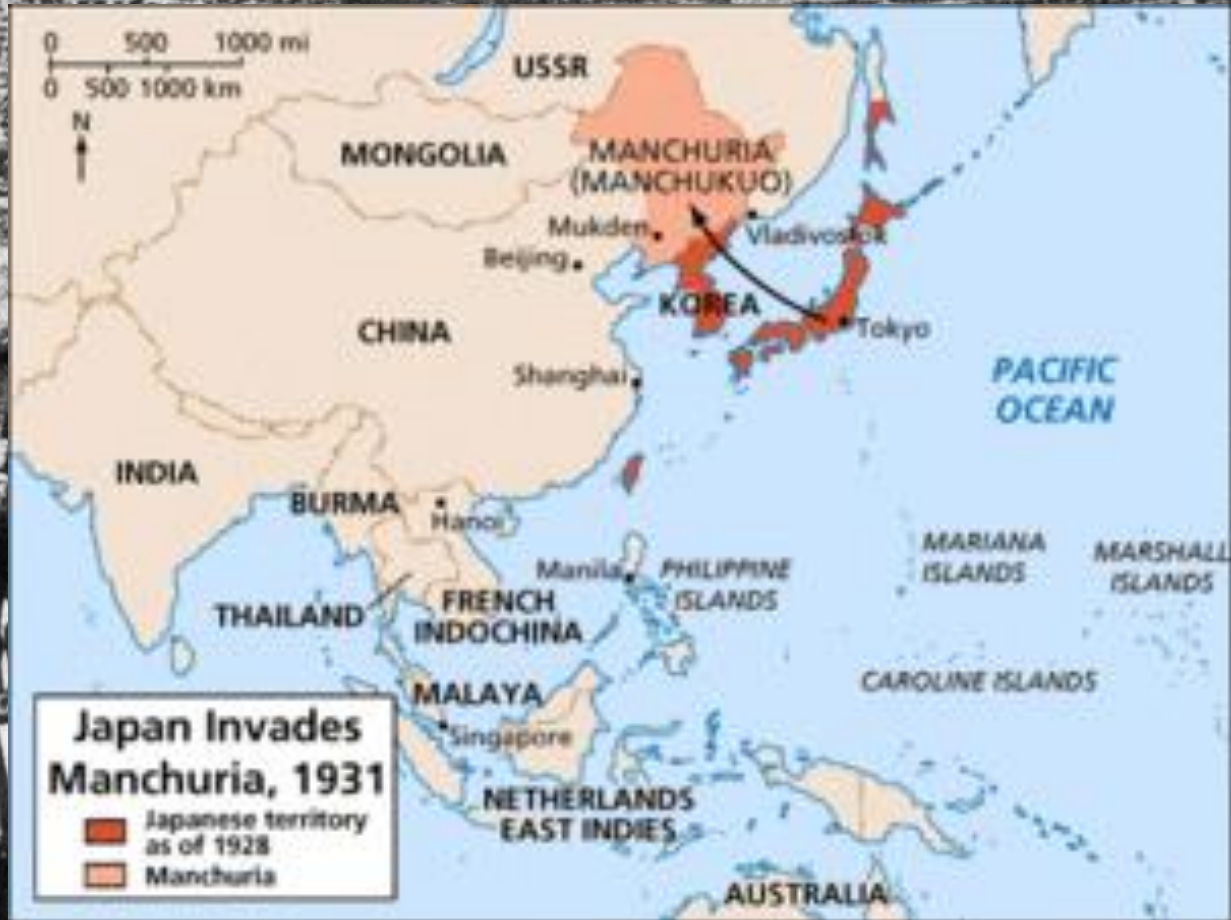 0 500 1000 mi
0 500 1000 km
N
USSR
MONGOLIA
MANCHURIA
(MANCHUKUO)
Mukden
Vladivostok
Beijing
KOREA
CHINA
Tokyo
Shanghai
PACIFIC
OCEAN
INDIA
BURMA
Hanoi
MARIANA
ISLANDS
MARSHALL
ISLANDS
Manila
PHILIPPINE
ISLANDS
THAILAND
FRENCH
INDOCHINA
CAROLINE ISLANDS
MALAYA
Singapore
NETHERLANDS
EAST INDIES
AUSTRALIA
Japan Invades
Manchuria, 1931
Japanese territory
as of 1928
Manchuria